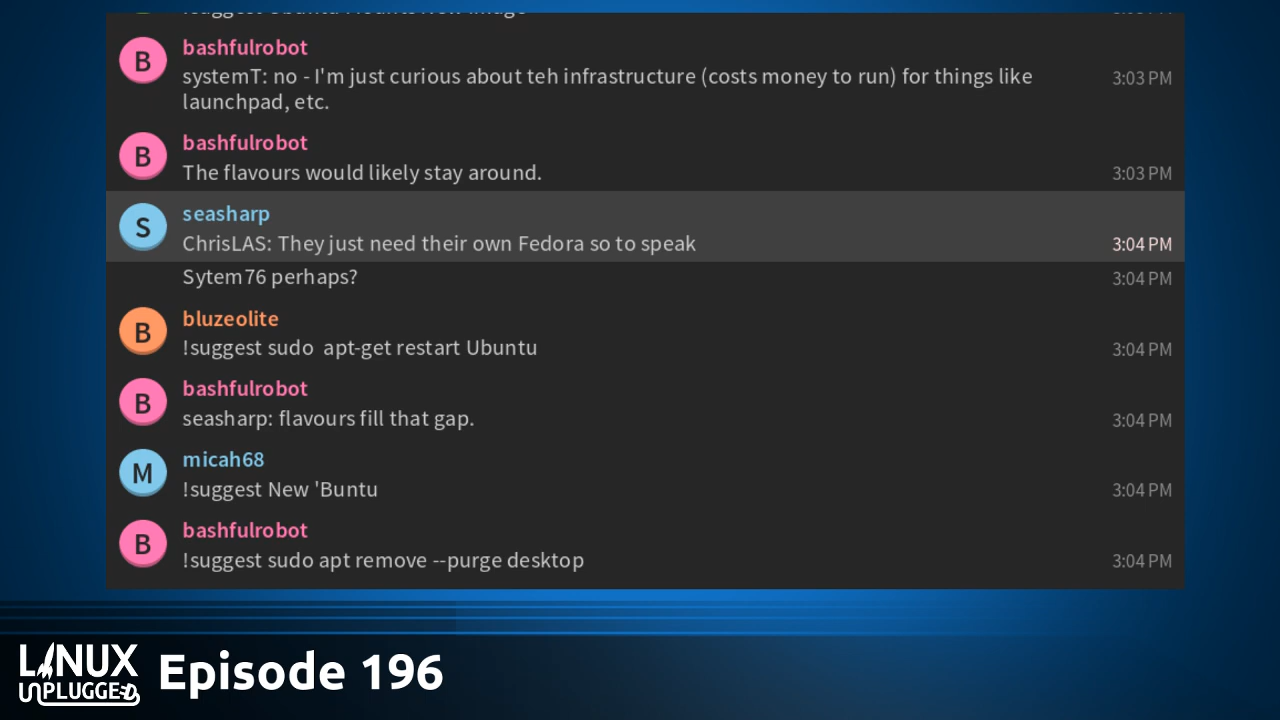 bashfulrobot
systemT: no - I'm just curious about teh infrastructure (costs money to run) for things like
launchpad, etc.
3:03 PM
bashfulrobot
The flavours would likely stay around.
3:03 PM
seasharp
ChrisLAS: They just need their own Fedora so to speak
3:04 PM
Sytem76 perhaps?
3:04 PM
bluzeolite
!suggest sudo  apt-get restart Ubuntu
3:04 PM
bashfulrobot
seasharp: flavours fill that gap.
3:04 PM
micah68
!suggest New 'Buntu
3:04 PM
bashfulrobot
!suggest sudo apt remove --purge desktop
3:04 PM
B
B
S
B
B
M
B
LINUX
UNPLUGGED
Episode 196